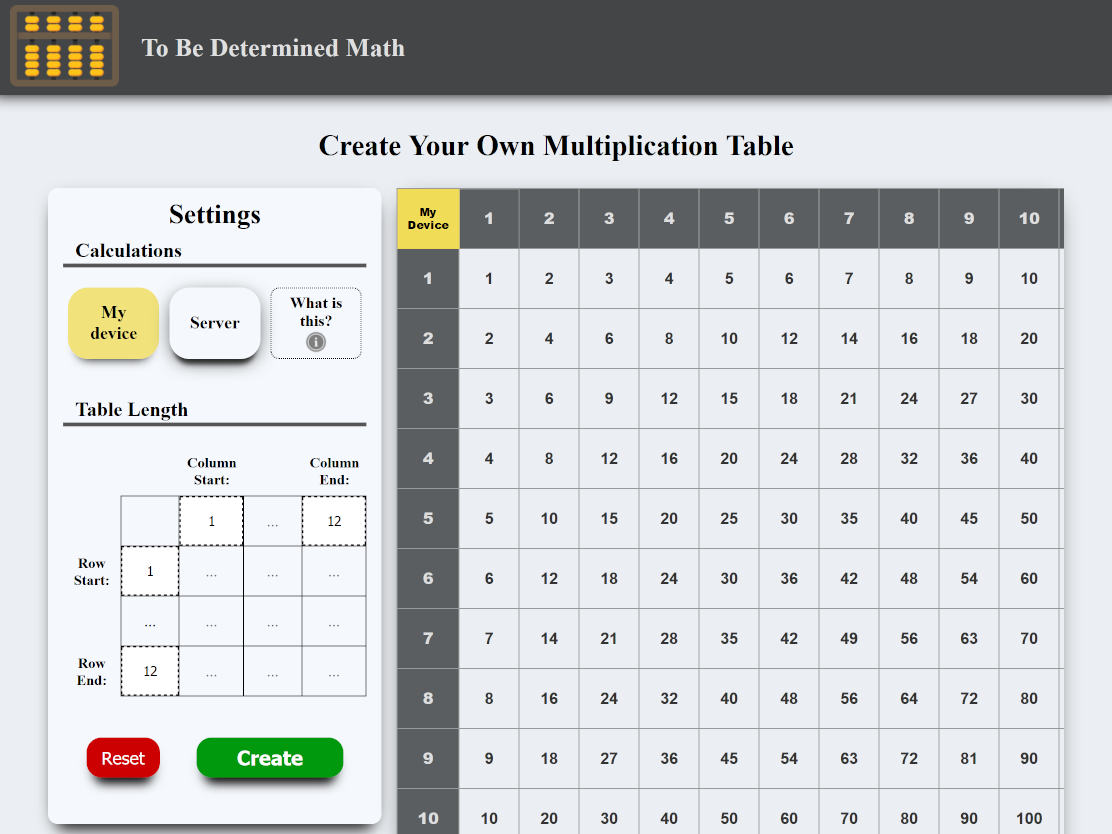 To Be Determined Math
Create Your Own Multiplication Table
Settings
Calculations
My
device
Server
What is
this?
i
Table Length
Column
Start:
Column
End:
1 ... 12
Row
Start:
1 ... ... ...
... ... ... ...
Row
End:
12 ... ... ...
Reset
Create
My
Device
1 2 3 4 5 6 7 8 9 10
1 1 2 3 4 5 6 7 8 9 10
2 2 4 6 8 10 12 14 16 18 20
3 3 6 9 12 15 18 21 24 27 30
4 4 8 12 16 20 24 28 32 36 40
5 5 10 15 20 25 30 35 40 45 50
6 6 12 18 24 30 36 42 48 54 60
7 7 14 21 28 35 42 49 56 63 70
8 8 16 24 32 40 48 56 64 72 80
9 9 18 27 36 45 54 63 72 81 90
10 10 20 30 40 50 60 70 80 90 100